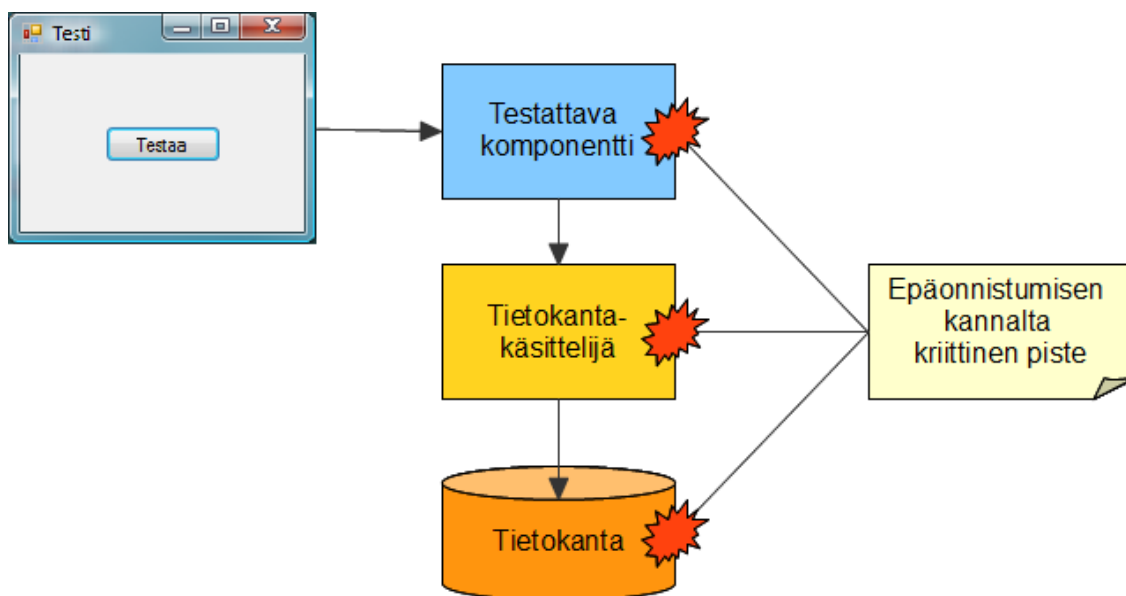 Testi
Testaa
Testattava
komponentti
Tietokanta-
käsittelijä
Epäonnistumisen
kannalta
kriittinen piste
Tietokanta